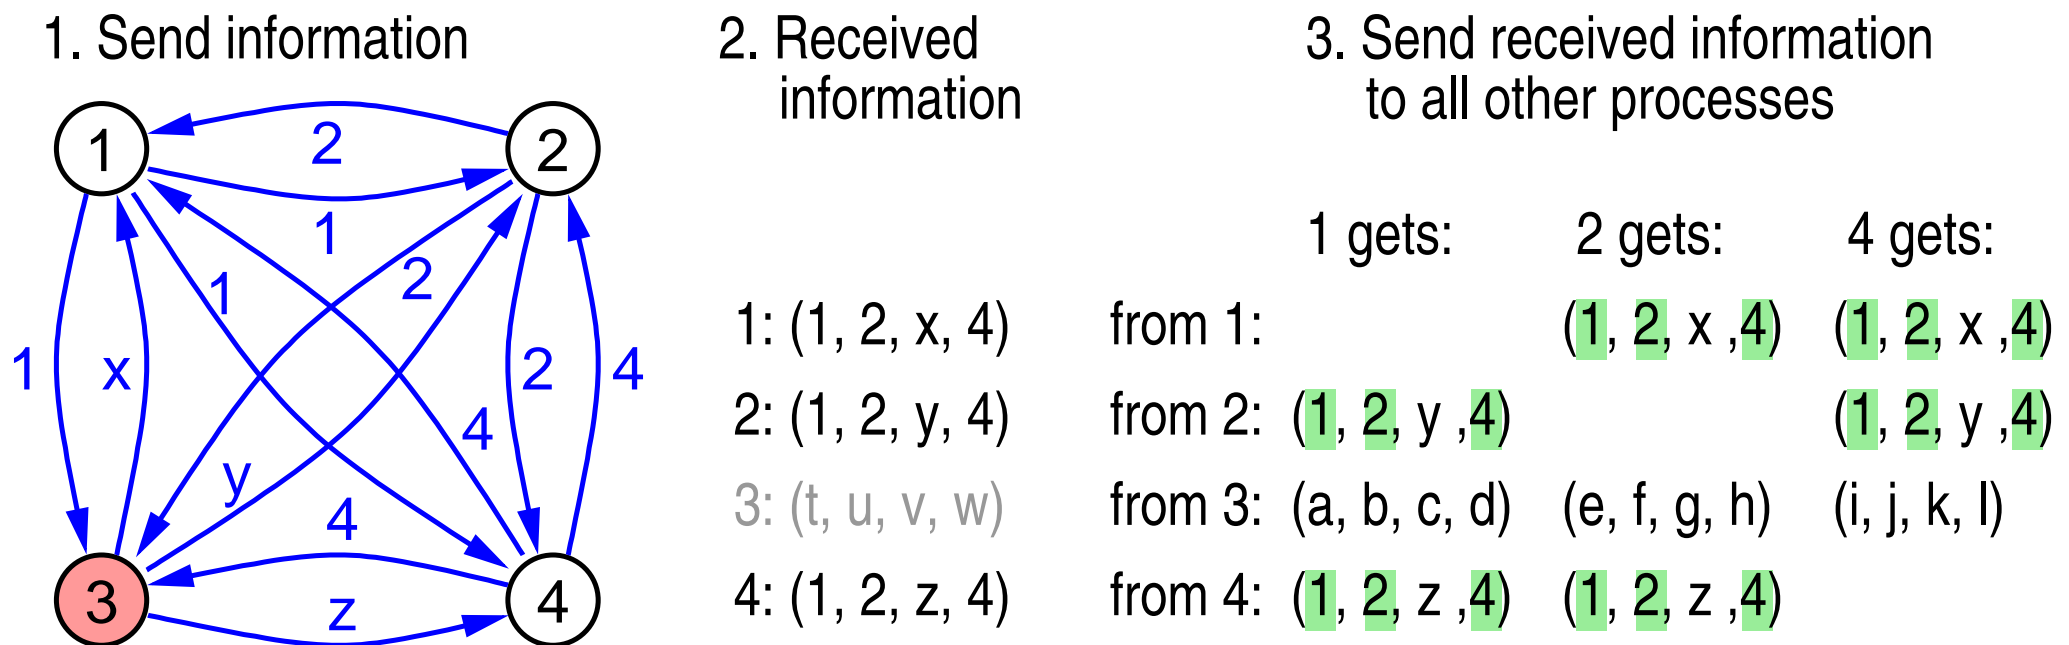 1. Send information
2. Received
information
3. Send received information
to all other processes
1
2
2
1
1
2
1
x
2
4
y
4
4
3
z
4
1 gets: 2 gets: 4 gets:
1: (1, 2, x, 4) from 1: (1, 2, x ,4) (1, 2, x ,4)
2: (1, 2, y, 4) from 2: (1, 2, y ,4) (1, 2, y ,4)
3: (t, u, v, w) from 3: (a, b, c, d) (e, f, g, h) (i, j, k, l)
4: (1, 2, z, 4) from 4: (1, 2, z ,4) (1, 2, z ,4)